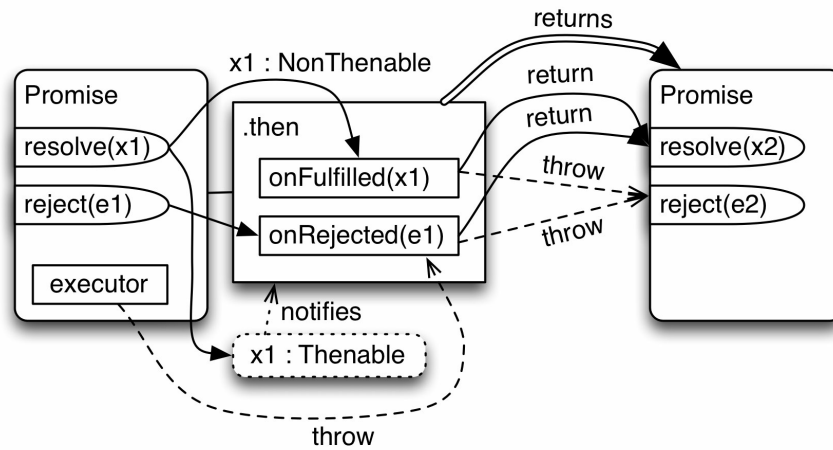 returns
x1 : NonThenable
return
Promise
Promise
.then
return
resolve(x1)
onFulfilled(x1)
throw
resolve(x2)
reject(e1)
onRejected(e1)
throw
reject(e2)
executor
notifies
x1 : Thenable
throw